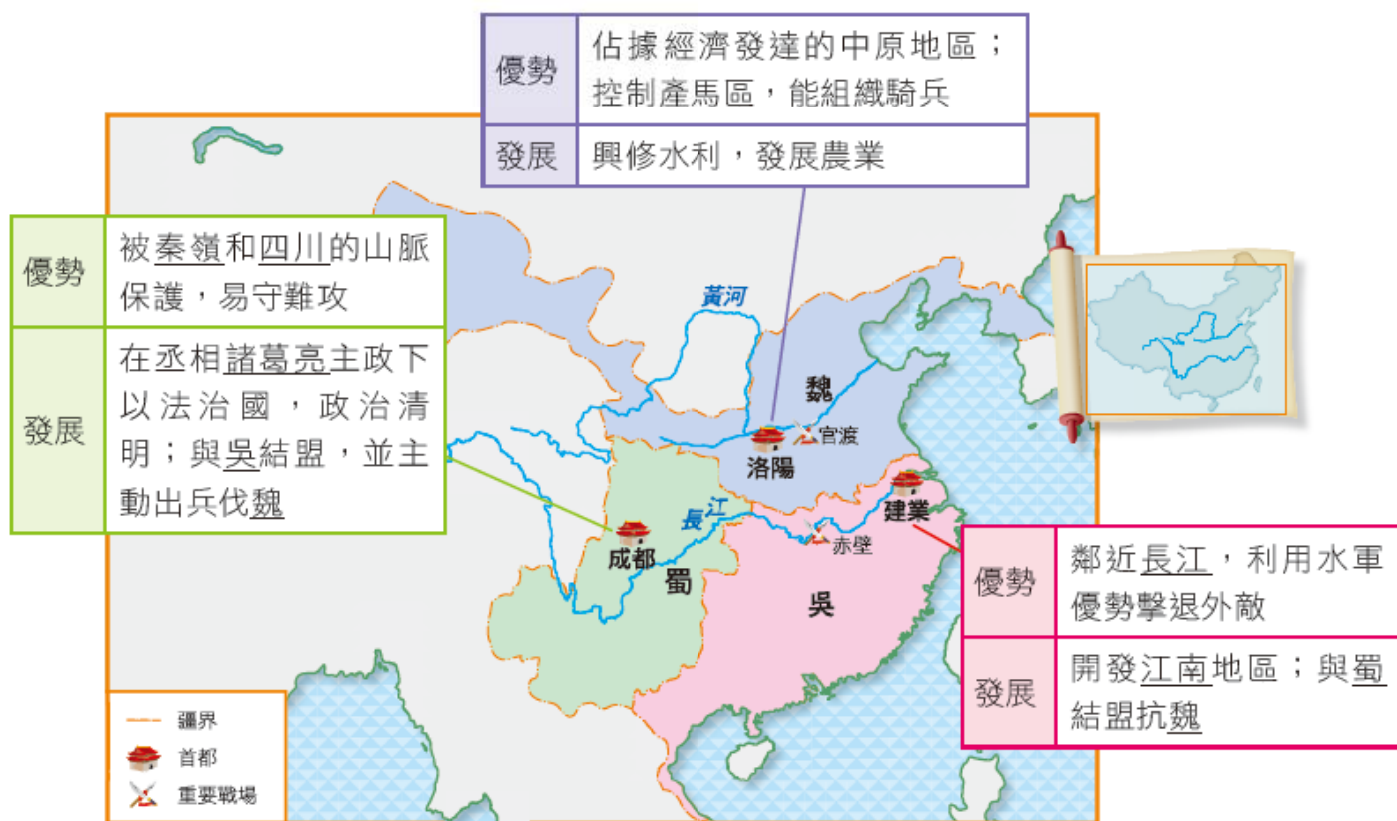 優勢
佔據經濟發達的中原地區；
控制產馬區，能組織騎兵
發展
興修水利，發展農業
優勢
被秦嶺和四川的山脈
保護，易守難攻
發展
在丞相諸葛亮主政下
以法治國，政治清
明；與吳結盟，並主
動出兵伐魏
黃河
魏
官渡
洛陽
建業
長江
赤壁
成都
蜀
吳
優勢
鄰近長江，利用水軍
優勢擊退外敵
發展
開發江南地區；與蜀
結盟抗魏
疆界
首都
重要戰場